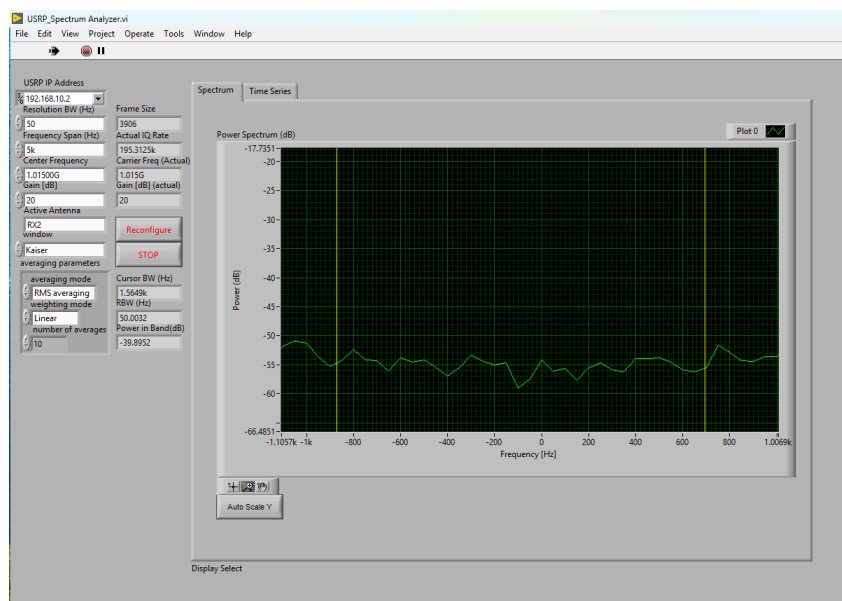 USRP_Spectrum Analyzer.vi
File Edit View Project Operate Tools Window Help
USRP IP Address
192.168.10.2
Resolution BW (Hz)
50
Frequency Span (Hz)
5k
Center Frequency
1.01500G
Gain [dB]
20
Active Antenna
RX2
window
Kaiser
averaging parameters
averaging mode
RMS averaging
weighting mode
Linear
number of averages
10
Frame Size
3906
Actual IQ Rate
195.3125k
Carrier Freq (Actual)
1.015G
Gain [dB] (actual)
20
Reconfigure
STOP
Cursor BW (Hz)
1.5649k
RBW (Hz)
50.0032
Power in Band(dB)
-39.8952
Spectrum Time Series
Power Spectrum (dB)
Plot 0
Power (dB)
-17.7351
-20
-25
-30
-35
-40
-45
-50
-55
-60
-66.4851
-1.1057k -1k -800 -600 -400 -200 0 200 400 600 800 1.0069k
Frequency [Hz]
Auto Scale Y
Display Select